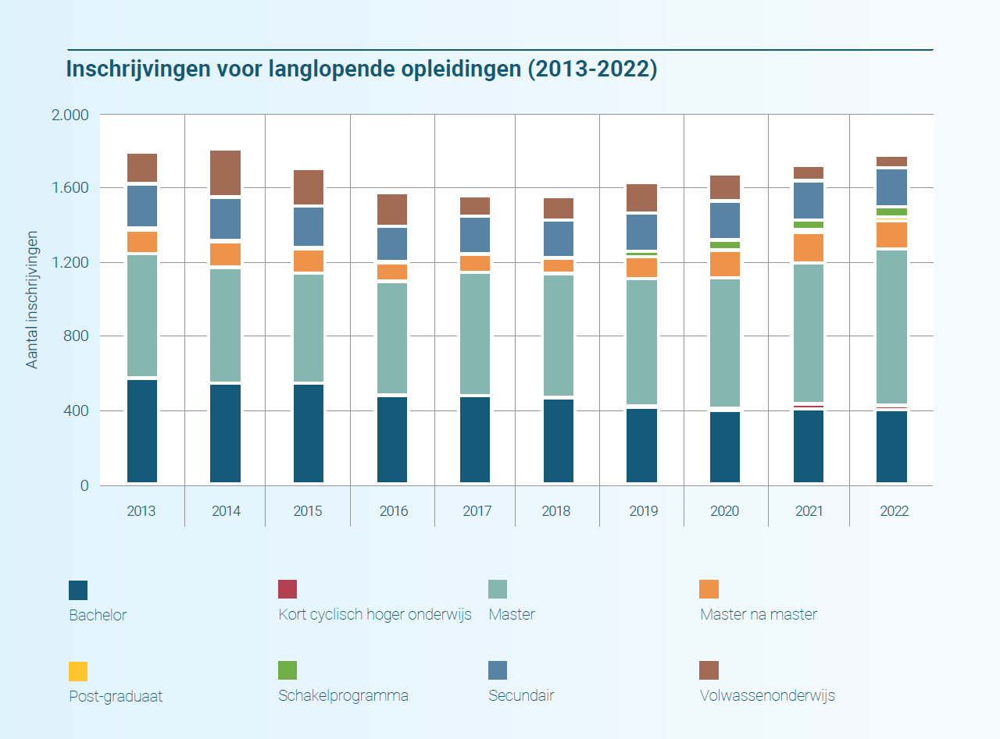 Inschrijvingen voor langlopende opleidingen (2013-2022)
Aantal inschrijvingen
2.000
1.600
1.200
800
400
0
2013 2014 2015 2016 2017 2018 2019 2020 2021 2022
Bachelor
Kort cyclisch hoger onderwijs
Master
Master na master
Post-graduaat
Schakelprogramma
Secundair
Volwassenonderwijs